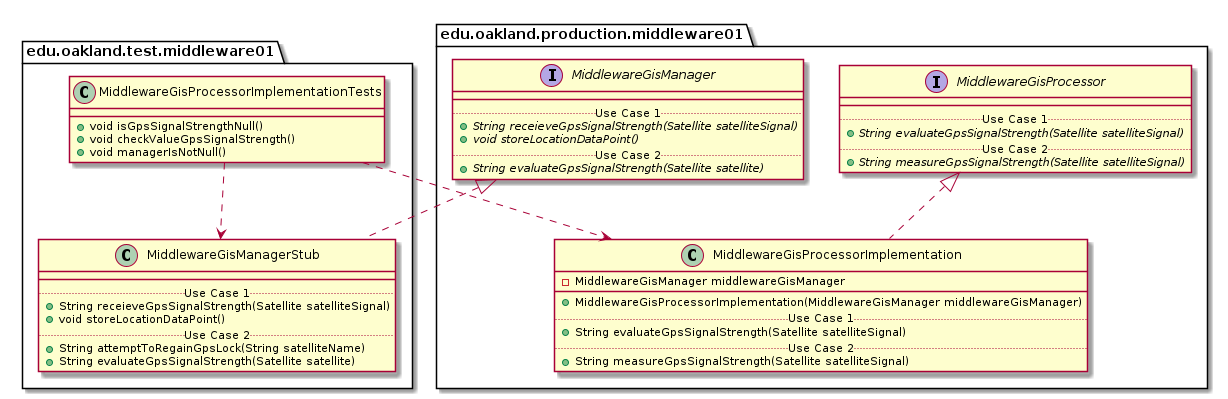 edu.oakland.test.middleware01
C MiddlewareGisProcessorImplementationTests
void isGpsSignalStrengthNull()
void checkValueGpsSignalStrength()
void managerIsNotNull()
C MiddlewareGisManagerStub
Use Case 1
String receieveGpsSignalStrength(Satellite satelliteSignal)
void storeLocationDataPoint()
Use Case 2
String attemptToRegainGpsLock(String satelliteName)
String evaluateGpsSignalStrength(Satellite satellite)
edu.oakland.production.middleware01
I MiddlewareGisManager
Use Case 1
String receieveGpsSignalStrength(Satellite satelliteSignal)
void storeLocationDataPoint()
Use Case 2
String evaluateGpsSignalStrength(Satellite satellite)
I MiddlewareGisProcessor
Use Case 1
String evaluateGpsSignalStrength(Satellite satelliteSignal)
Use Case 2
String measureGpsSignalStrength(Satellite satelliteSignal)
C MiddlewareGisProcessorImplementation
MiddlewareGisManager middlewareGisManager
MiddlewareGisProcessorImplementation(MiddlewareGisManager middlewareGisManager)
Use Case 1
String evaluateGpsSignalStrength(Satellite satelliteSignal)
Use Case 2
String measureGpsSignalStrength(Satellite satelliteSignal)